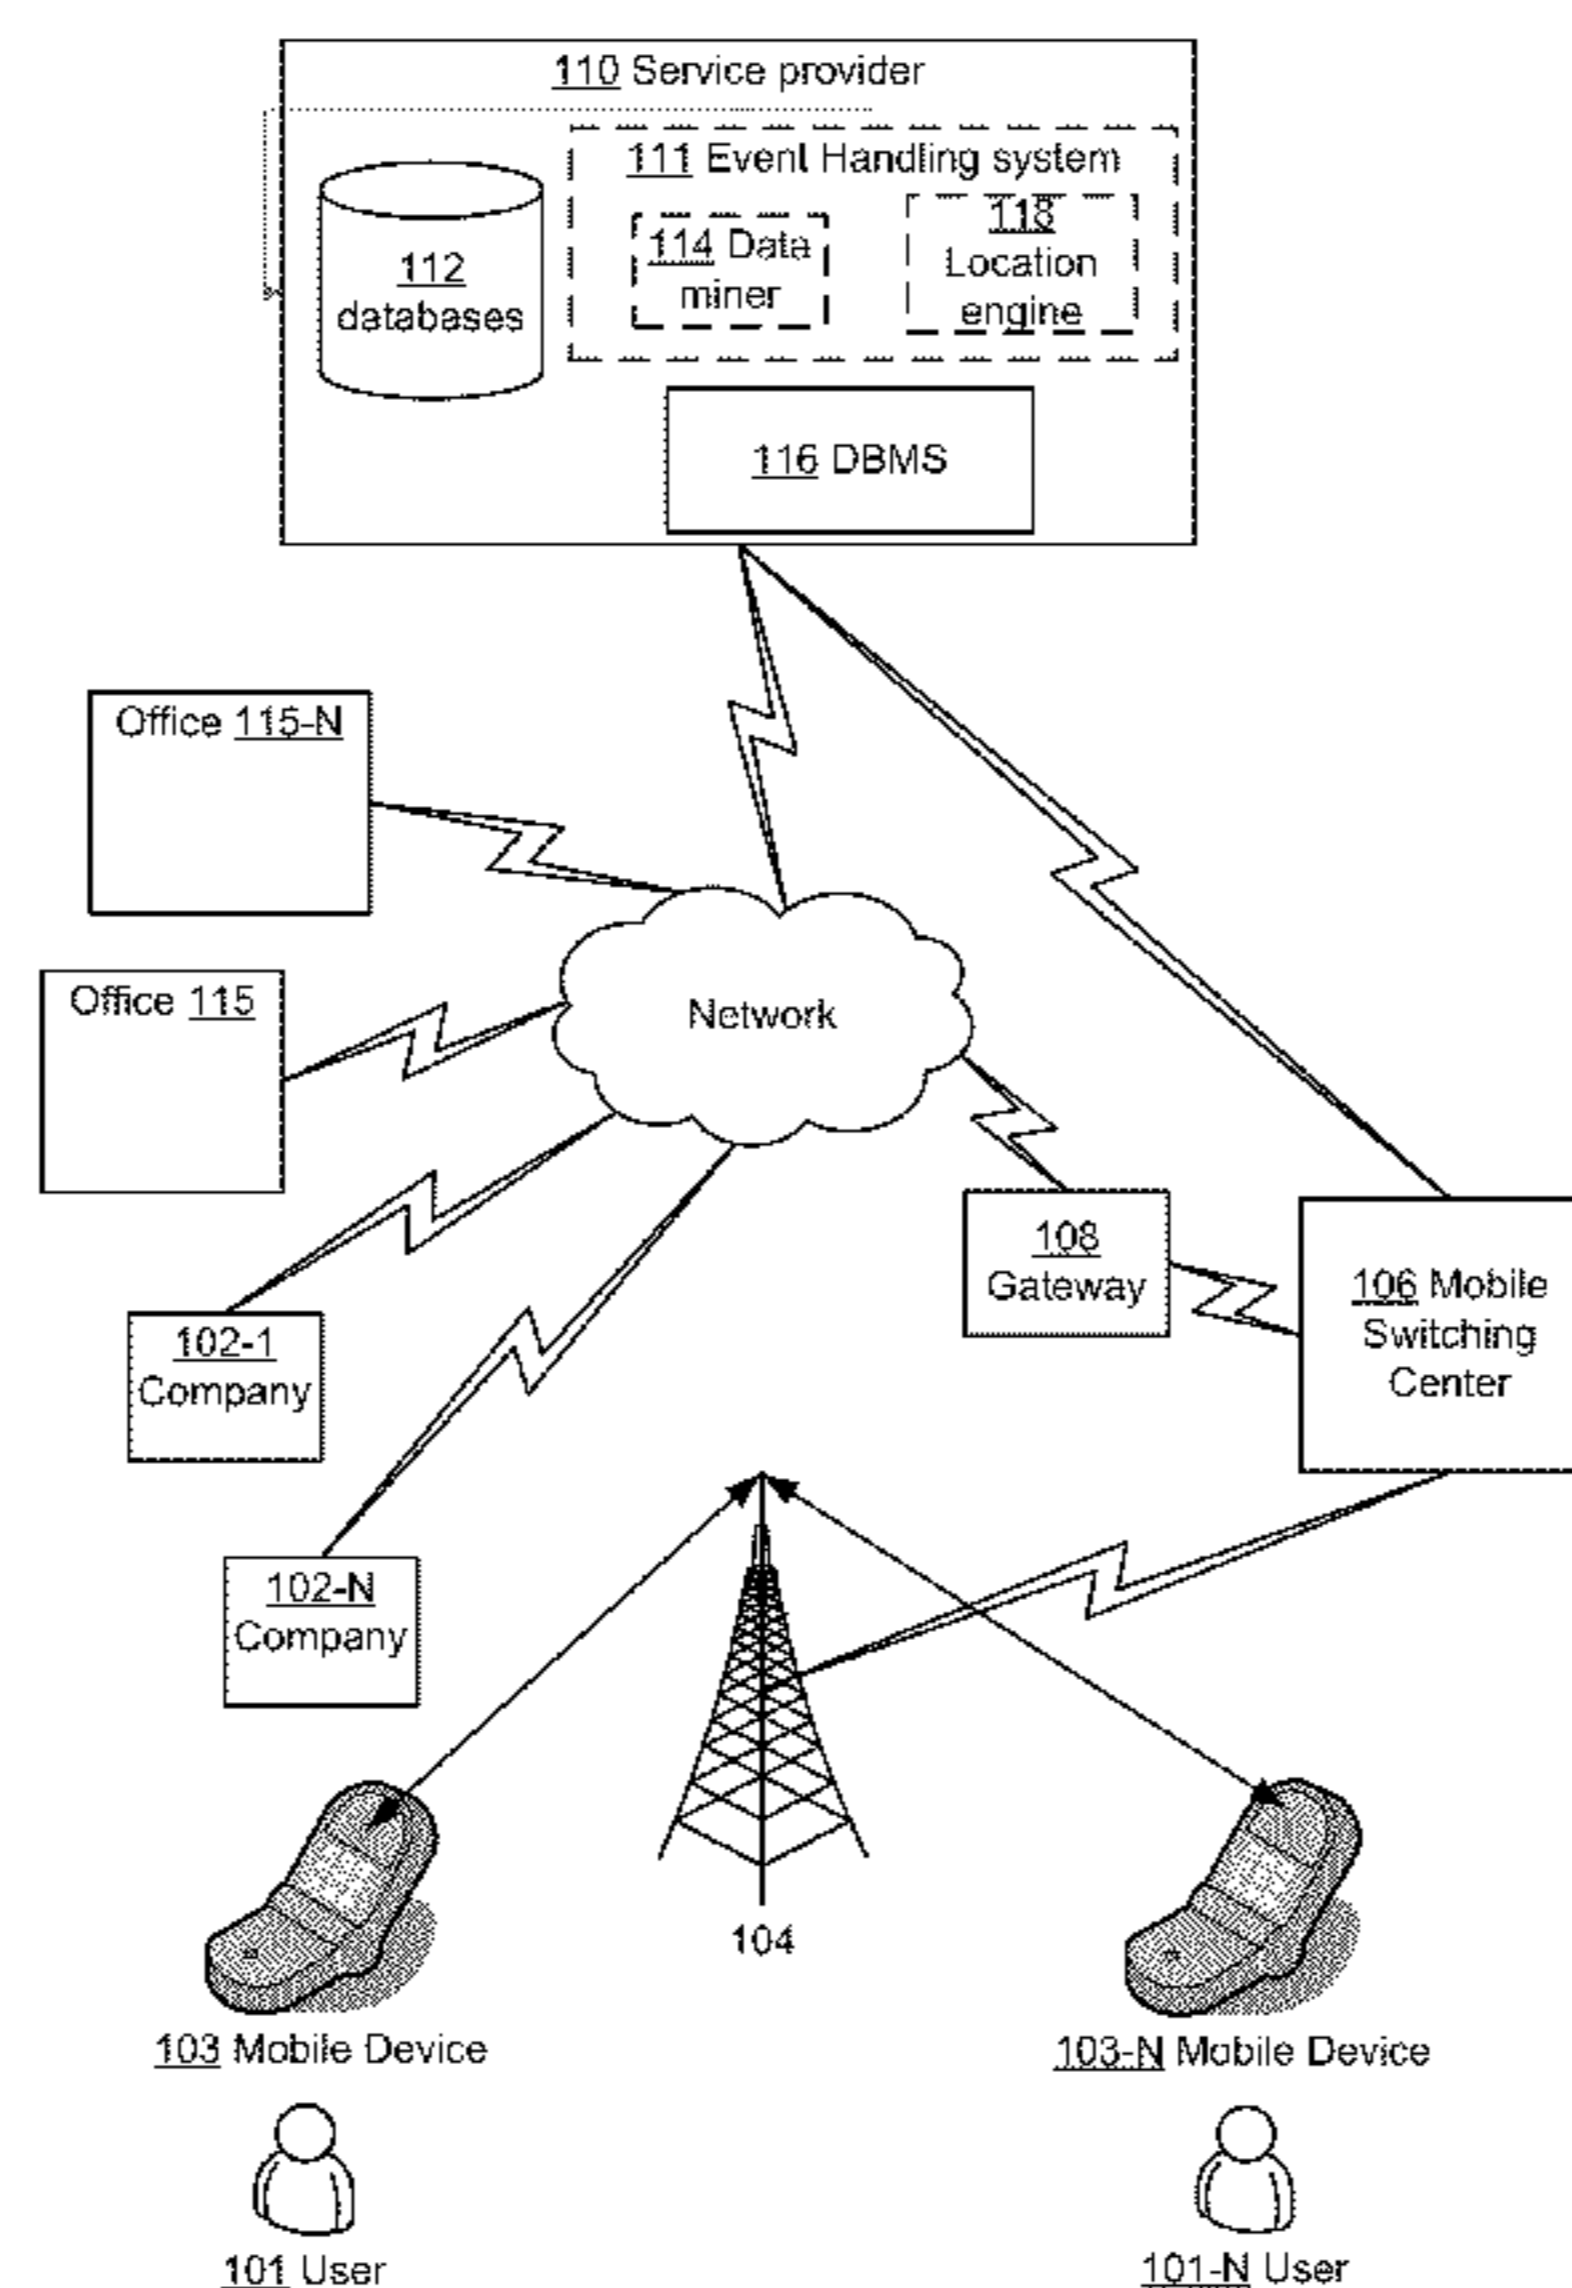 110 Service provider
111 Event Handling system
112
databases
114 Data
miner
118
Location
engine
116 DBMS
Office 115-N
Office 115
Network
108
Gateway
106 Mobile
Switching
Center
102-1
Company
102-N
Company
104
103 Mobile Device
103-N Mobile Device
101 User
101-N User